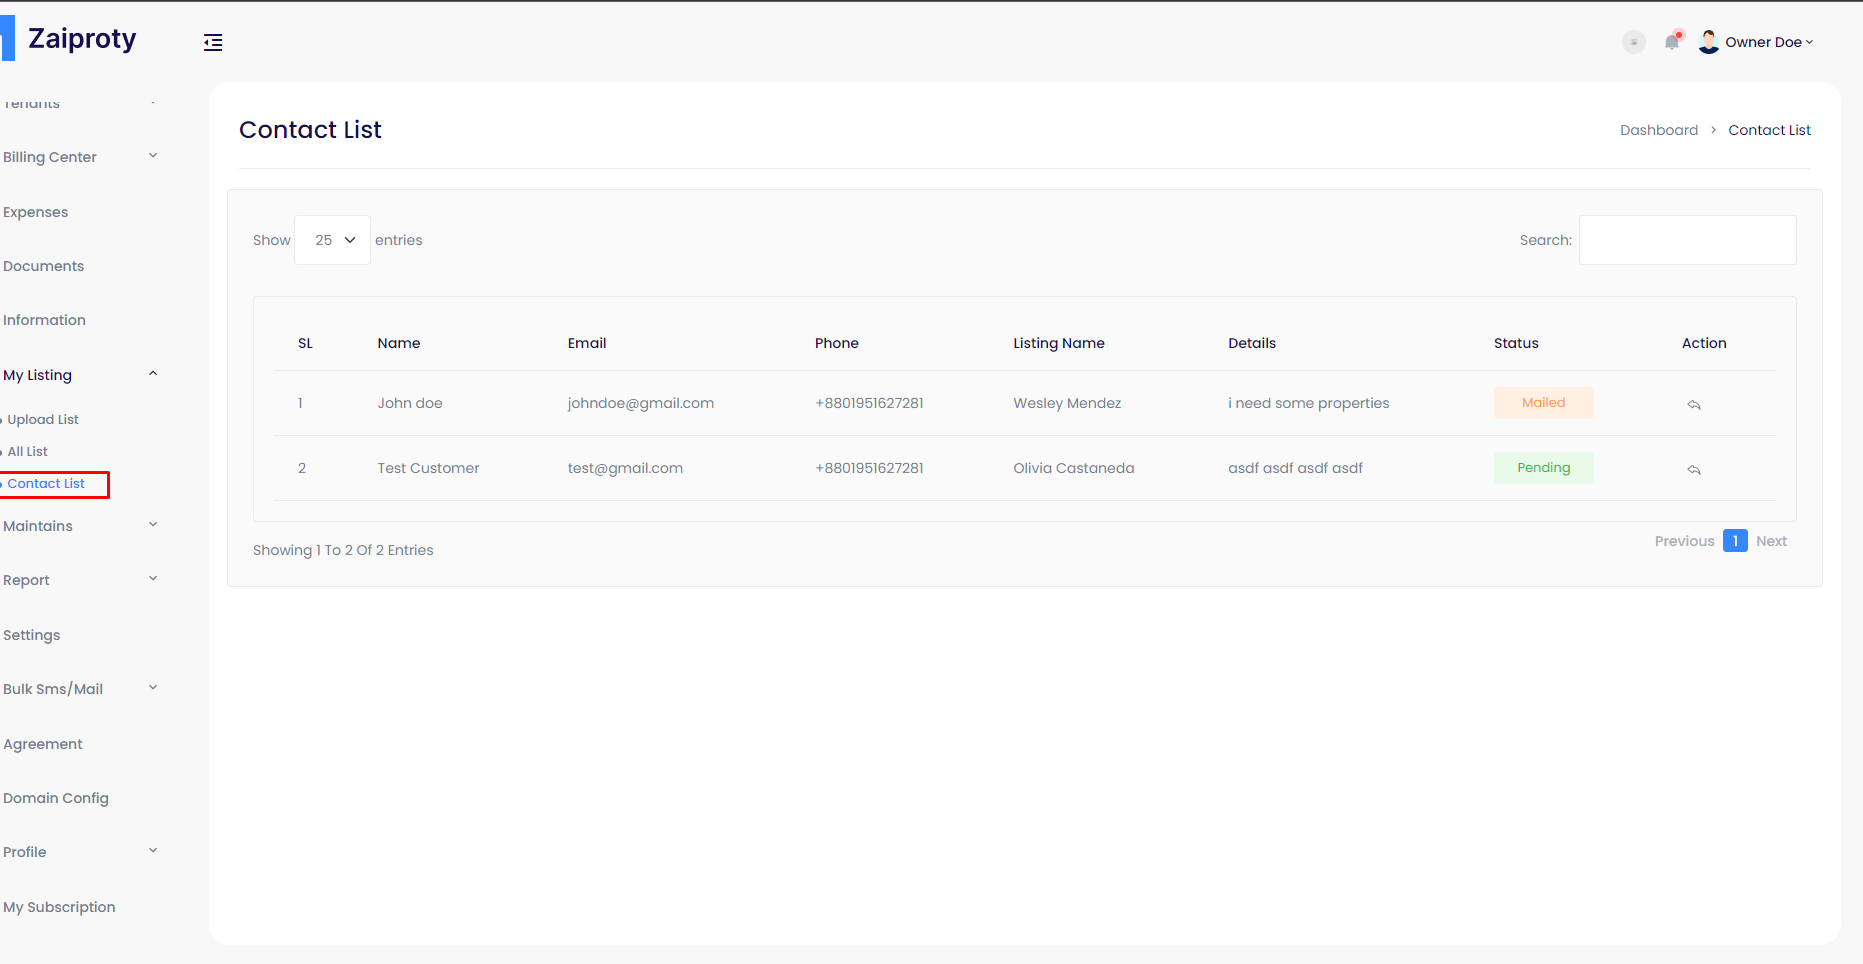 Zaiproty
Owner Doe
Tenants
Billing Center
Expenses
Documents
Information
My Listing
Upload List
All List
Contact List
Maintains
Report
Settings
Bulk Sms/Mail
Agreement
Domain Config
Profile
My Subscription
Contact List
Dashboard > Contact List
Show 25 entries
Search:
SL Name Email Phone Listing Name Details Status Action
1 John doe johndoe@gmail.com +8801951627281 Wesley Mendez i need some properties Mailed
2 Test Customer test@gmail.com +8801951627281 Olivia Castaneda asdf asdf asdf asdf Pending
Showing 1 To 2 Of 2 Entries
Previous 1 Next